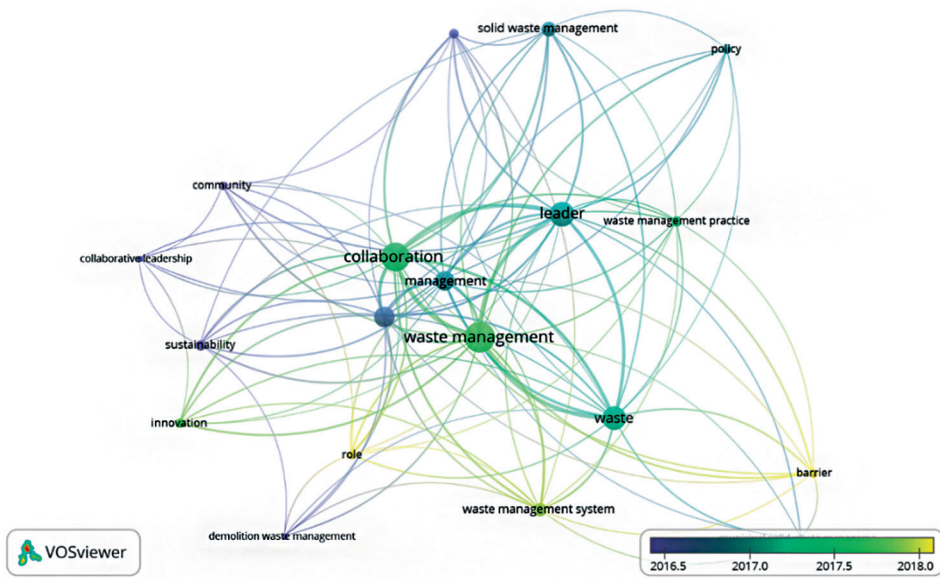 solid waste management
policy
community
leader
waste management practice
collaboration
collaborative leadership
management
waste management
sustainability
waste
innovation
role
barrier
waste management system
demolition waste management
VOSviewer
2016.5 2017.0 2017.5 2018.0